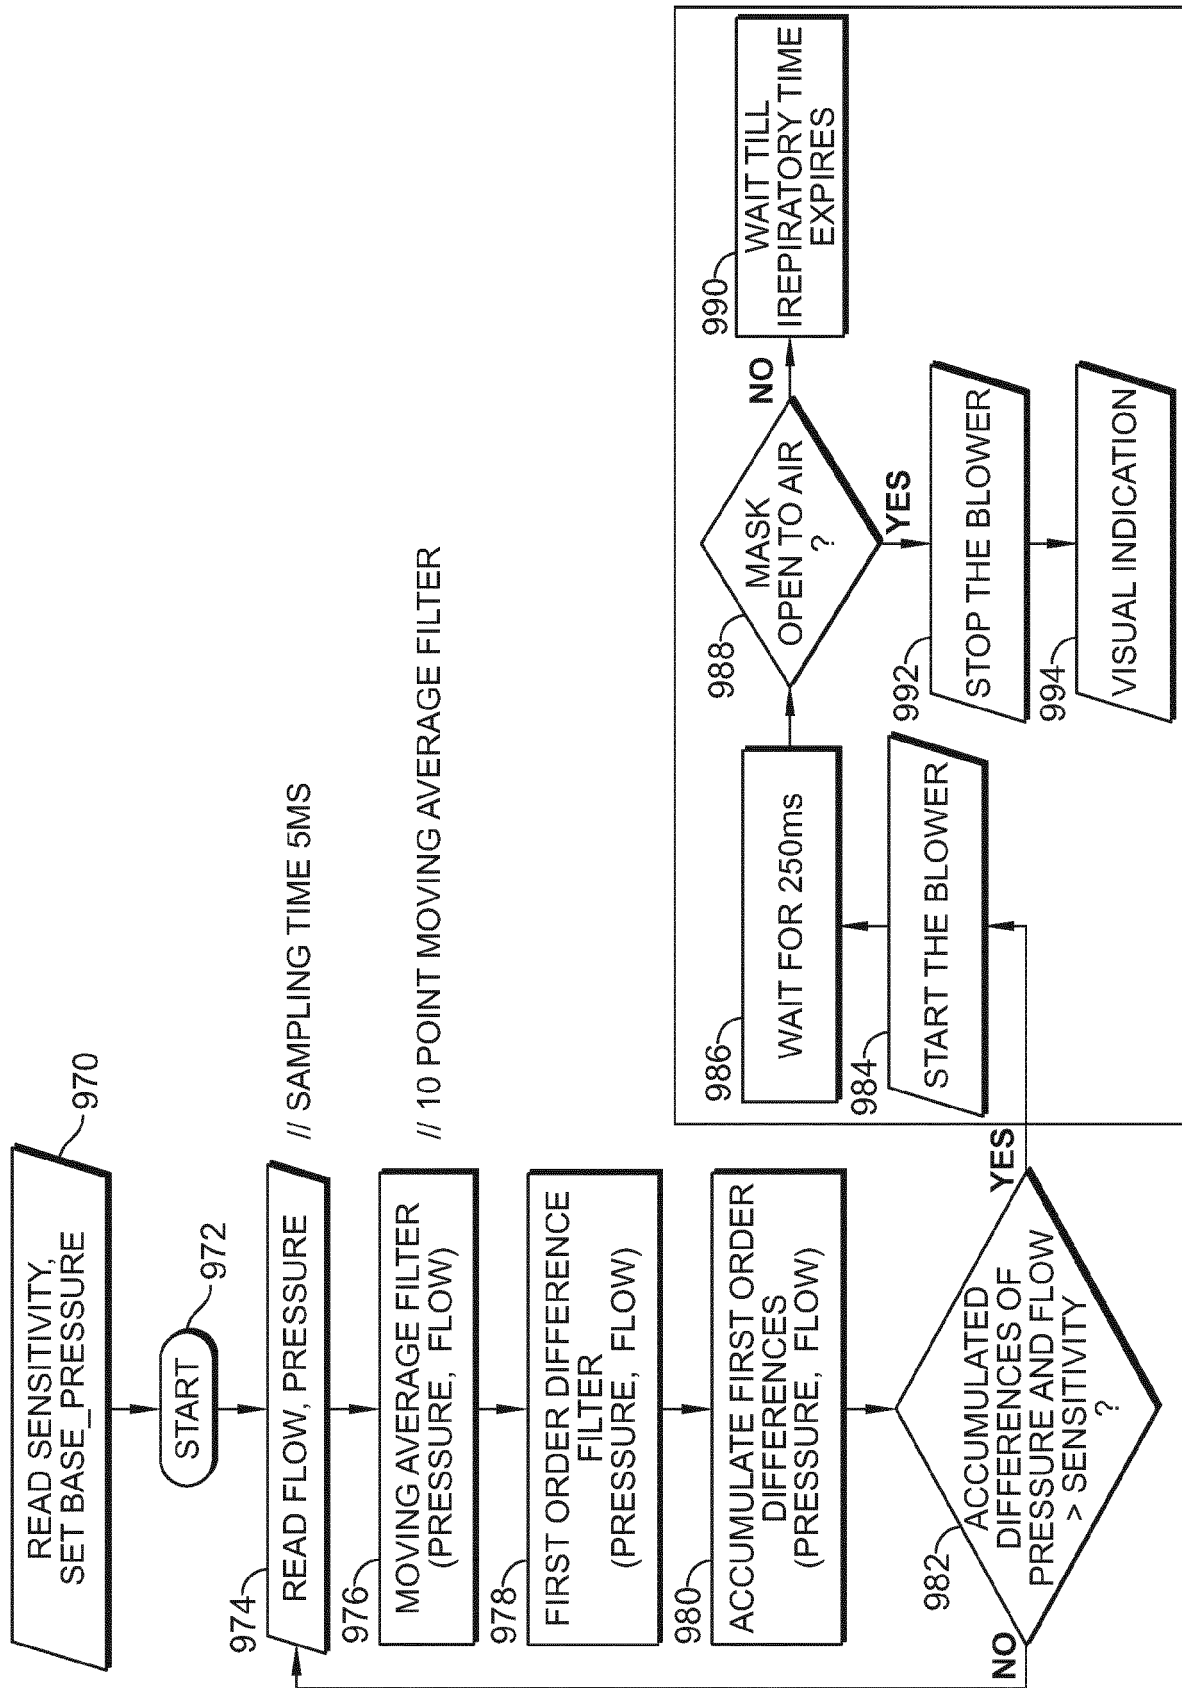 READ SENSITIVITY,
SET BASE_PRESSURE
970
START
972
974
READ FLOW, PRESSURE
// SAMPLING TIME 5MS
976
MOVING AVERAGE FILTER
(PRESSURE, FLOW)
// 10 POINT MOVING AVERAGE FILTER
978
FIRST ORDER DIFFERENCE
FILTER
(PRESSURE, FLOW)
980
ACCUMULATE FIRST ORDER
DIFFERENCES
(PRESSURE, FLOW)
982
ACCUMULATED
DIFFERENCES OF
PRESSURE AND FLOW
> SENSITIVITY
?
NO
YES
984
START THE BLOWER
986
WAIT FOR 250ms
988
MASK
OPEN TO AIR
?
NO
990
WAIT TILL
IREPIRATORY TIME
EXPIRES
YES
992
STOP THE BLOWER
994
VISUAL INDICATION